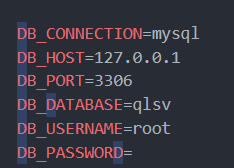 DB_CONNECTION=mysql
DB_HOST=127.0.0.1
DB_PORT=3306
DB_DATABASE=qlsv
DB_USERNAME=root
DB_PASSWORD=